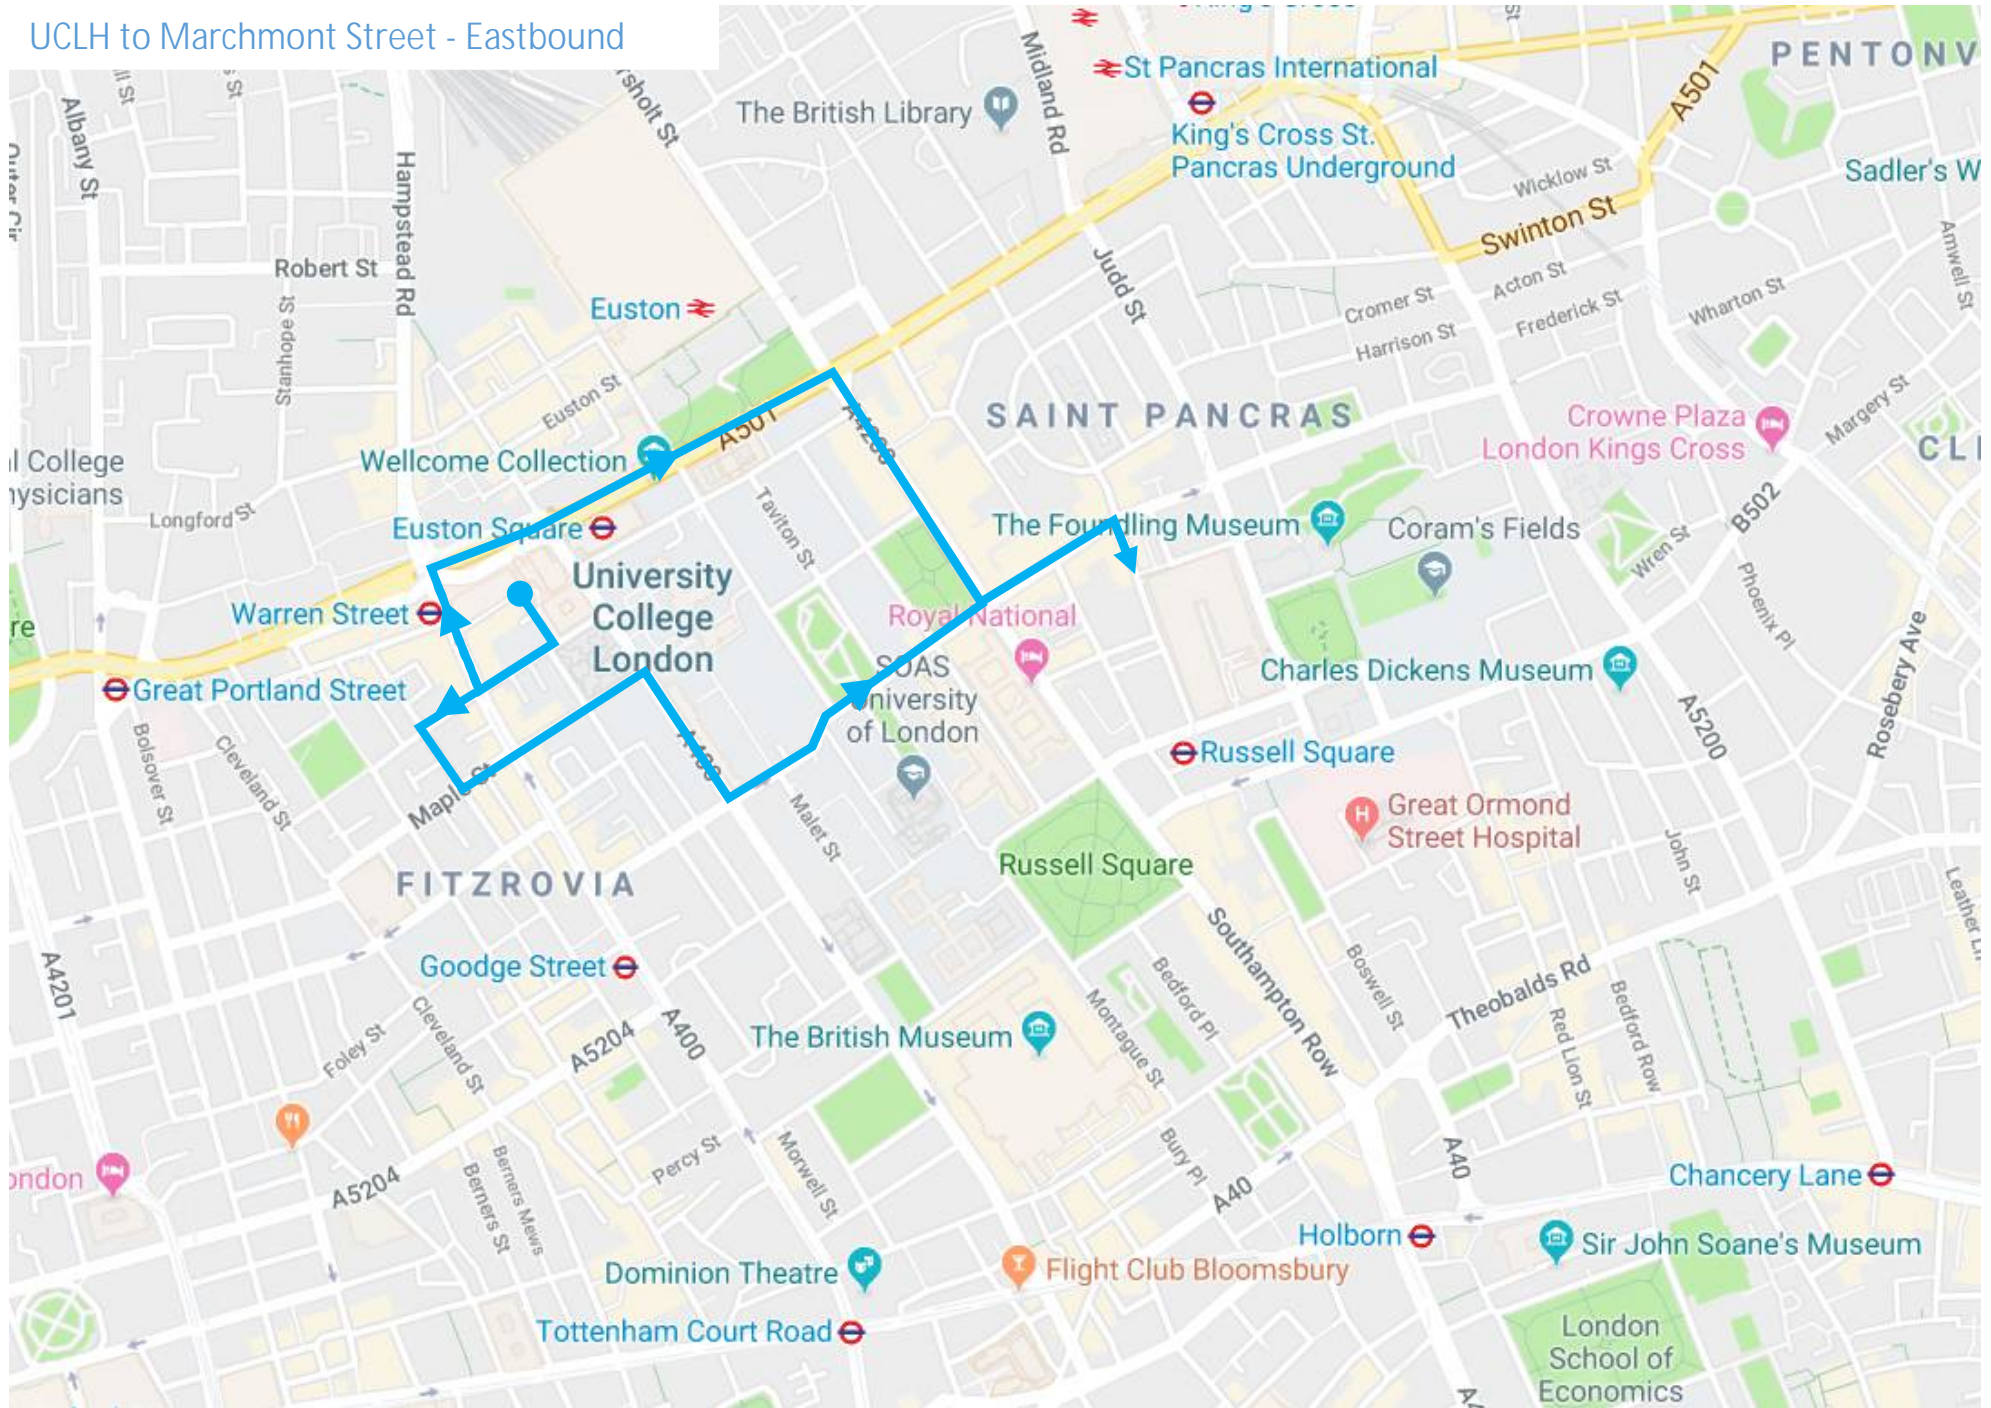 UCLH to Marchmont Street - Eastbound
PENTONV
St Pancras International
A501
Midland Rd
The British Library
King's Cross St.
Pancras Underground
Albany St
Hampstead Rd
Wicklow St
Sadler's W
Swinton St
Amwell St
Robert St
Judd St
Acton St
Cromer St
Frederick St
Wharton St
Stanhope St
Euston
Harrison St
Euston St
Margery St
SAINT PANCRAS
Crowne Plaza
London Kings Cross
A501
CL
l College
hysicians
Wellcome Collection
Longford St
Taviton St
B502
Euston Square
The Foundling Museum
Coram's Fields
Wren St
University
College
London
Phoenix Pl
Warren Street
Royal National
re
Rosebery Ave
SOAS
University
of London
Charles Dickens Museum
Great Portland Street
A5200
Bolsover St
Cleveland St
Russell Square
Maple St
Malet St
Great Ormond
Street Hospital
John St
Russell Square
FITZROVIA
Leather L
Southampton Row
Boswell St
Theobalds Rd
A4201
Goodge Street
Bedford Pl
Montague St
Red Lion St
Bedford Row
Cleveland St
Foley St
A5204
A400
The British Museum
Percy St
Morwell St
Bury Pl
A40
A40
Berners Mews
Berners St
Chancery Lane
ondon
A5204
Holborn
Sir John Soane's Museum
Dominion Theatre
Flight Club Bloomsbury
Tottenham Court Road
London
School of
Economics